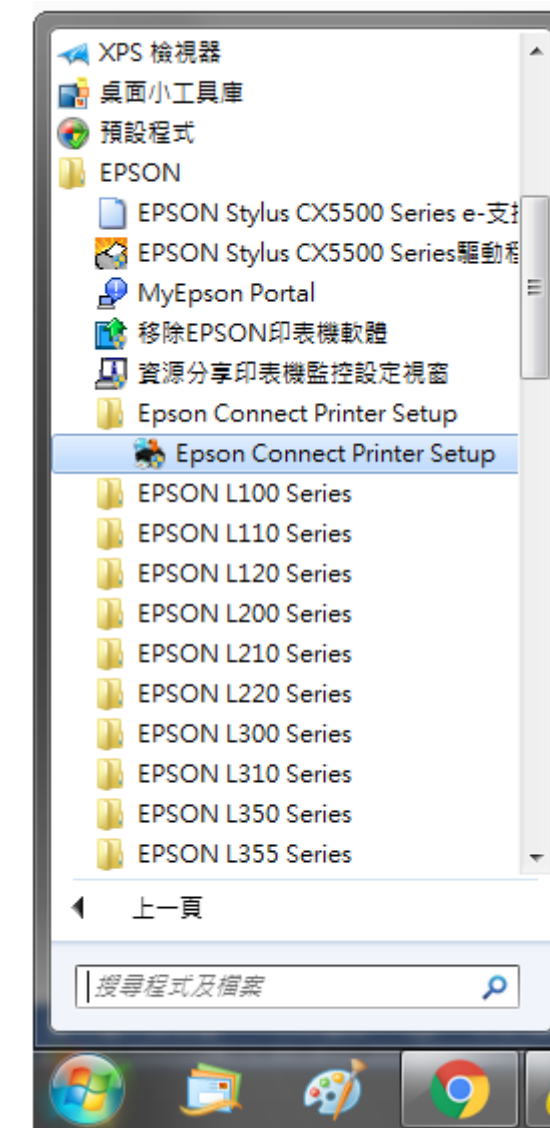 XPS 檢視器
桌面小工具庫
預設程式
EPSON
EPSON Stylus CX5500 Series e-支
EPSON Stylus CX5500 Series驅動程
MyEpson Portal
移除EPSON印表機軟體
資源分享印表機監控設定視窗
Epson Connect Printer Setup
Epson Connect Printer Setup
EPSON L100 Series
EPSON L110 Series
EPSON L120 Series
EPSON L200 Series
EPSON L210 Series
EPSON L220 Series
EPSON L300 Series
EPSON L310 Series
EPSON L350 Series
EPSON L355 Series
上一頁
搜尋程式及檔案